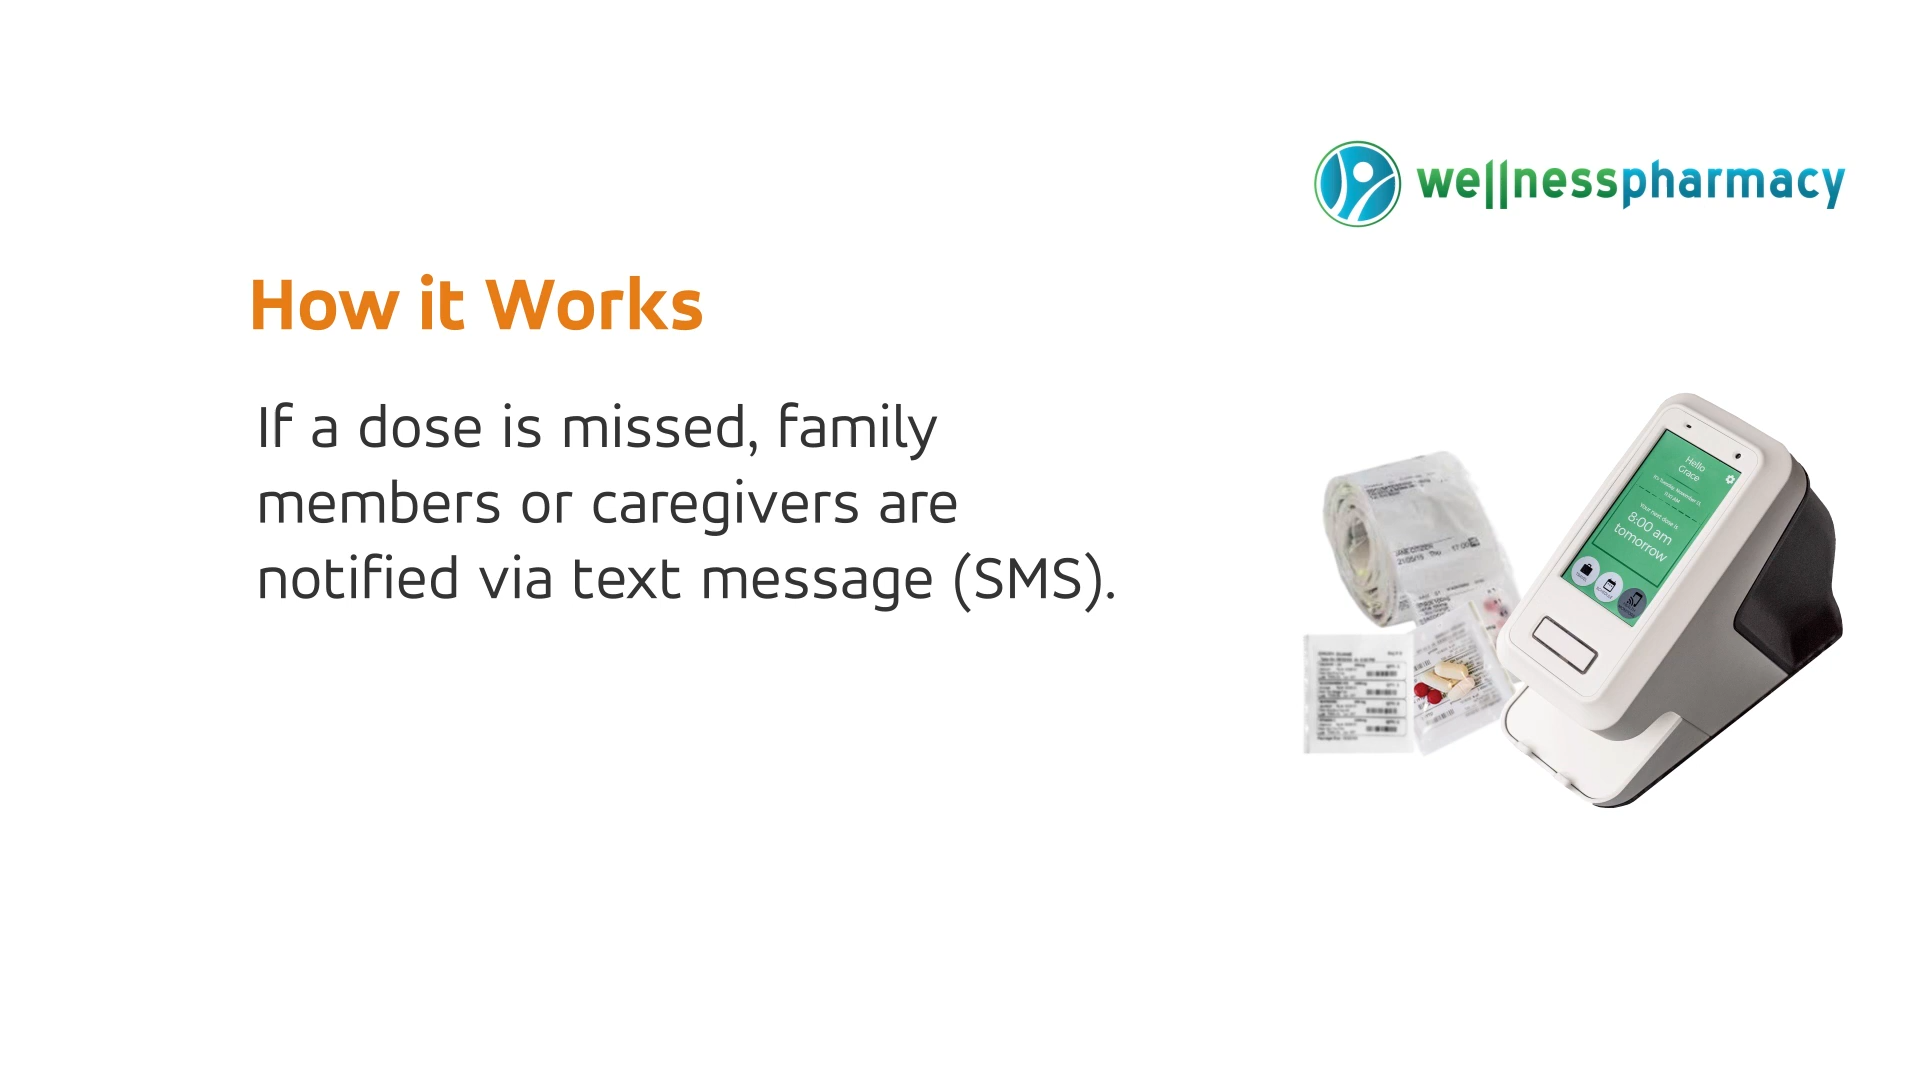 wellnesspharmacy
How it Works
If a dose is missed, family
members or caregivers are
notified via text message (SMS).
Hello
Grace
Your next dose is
8:00 am
tomorrow